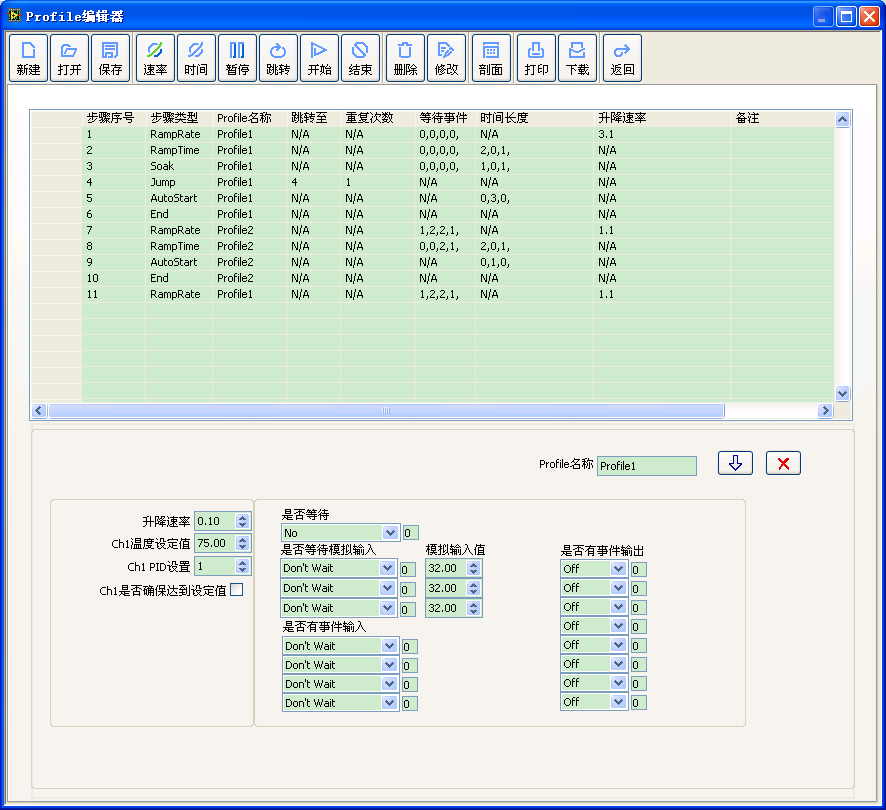 Profile编辑器
新建 打开 保存 速率 时间 暂停 跳转 开始 结束 删除 修改 剖面 打印 下载 返回
步骤序号 步骤类型 Profile名称 跳转至 重复次数 等待事件 时间长度 升降速率 备注
1 RampRate Profile1 N/A N/A 0,0,0,0, N/A 3.1
2 RampTime Profile1 N/A N/A 0,0,0,0, 2,0,1, N/A
3 Soak Profile1 N/A N/A 0,0,0,0, 1,0,1, N/A
4 Jump Profile1 4 1 N/A N/A N/A
5 AutoStart Profile1 N/A N/A N/A 0,3,0, N/A
6 End Profile1 N/A N/A N/A N/A N/A
7 RampRate Profile2 N/A N/A 1,2,2,1, N/A 1.1
8 RampTime Profile2 N/A N/A 0,0,2,1, 2,0,1, N/A
9 AutoStart Profile2 N/A N/A N/A 0,1,0, N/A
10 End Profile2 N/A N/A N/A N/A N/A
11 RampRate Profile1 N/A N/A 1,2,2,1, N/A 1.1
Profile名称 Profile1
升降速率 0.10
Ch1温度设定值 75.00
Ch1 PID设置 1
Ch1是否确保达到设定值
是否等待
No 0
是否等待模拟输入 模拟输入值
Don't Wait 0 32.00
Don't Wait 0 32.00
Don't Wait 0 32.00
是否有事件输入
Don't Wait 0
Don't Wait 0
Don't Wait 0
Don't Wait 0
是否有事件输出
Off 0
Off 0
Off 0
Off 0
Off 0
Off 0
Off 0
Off 0